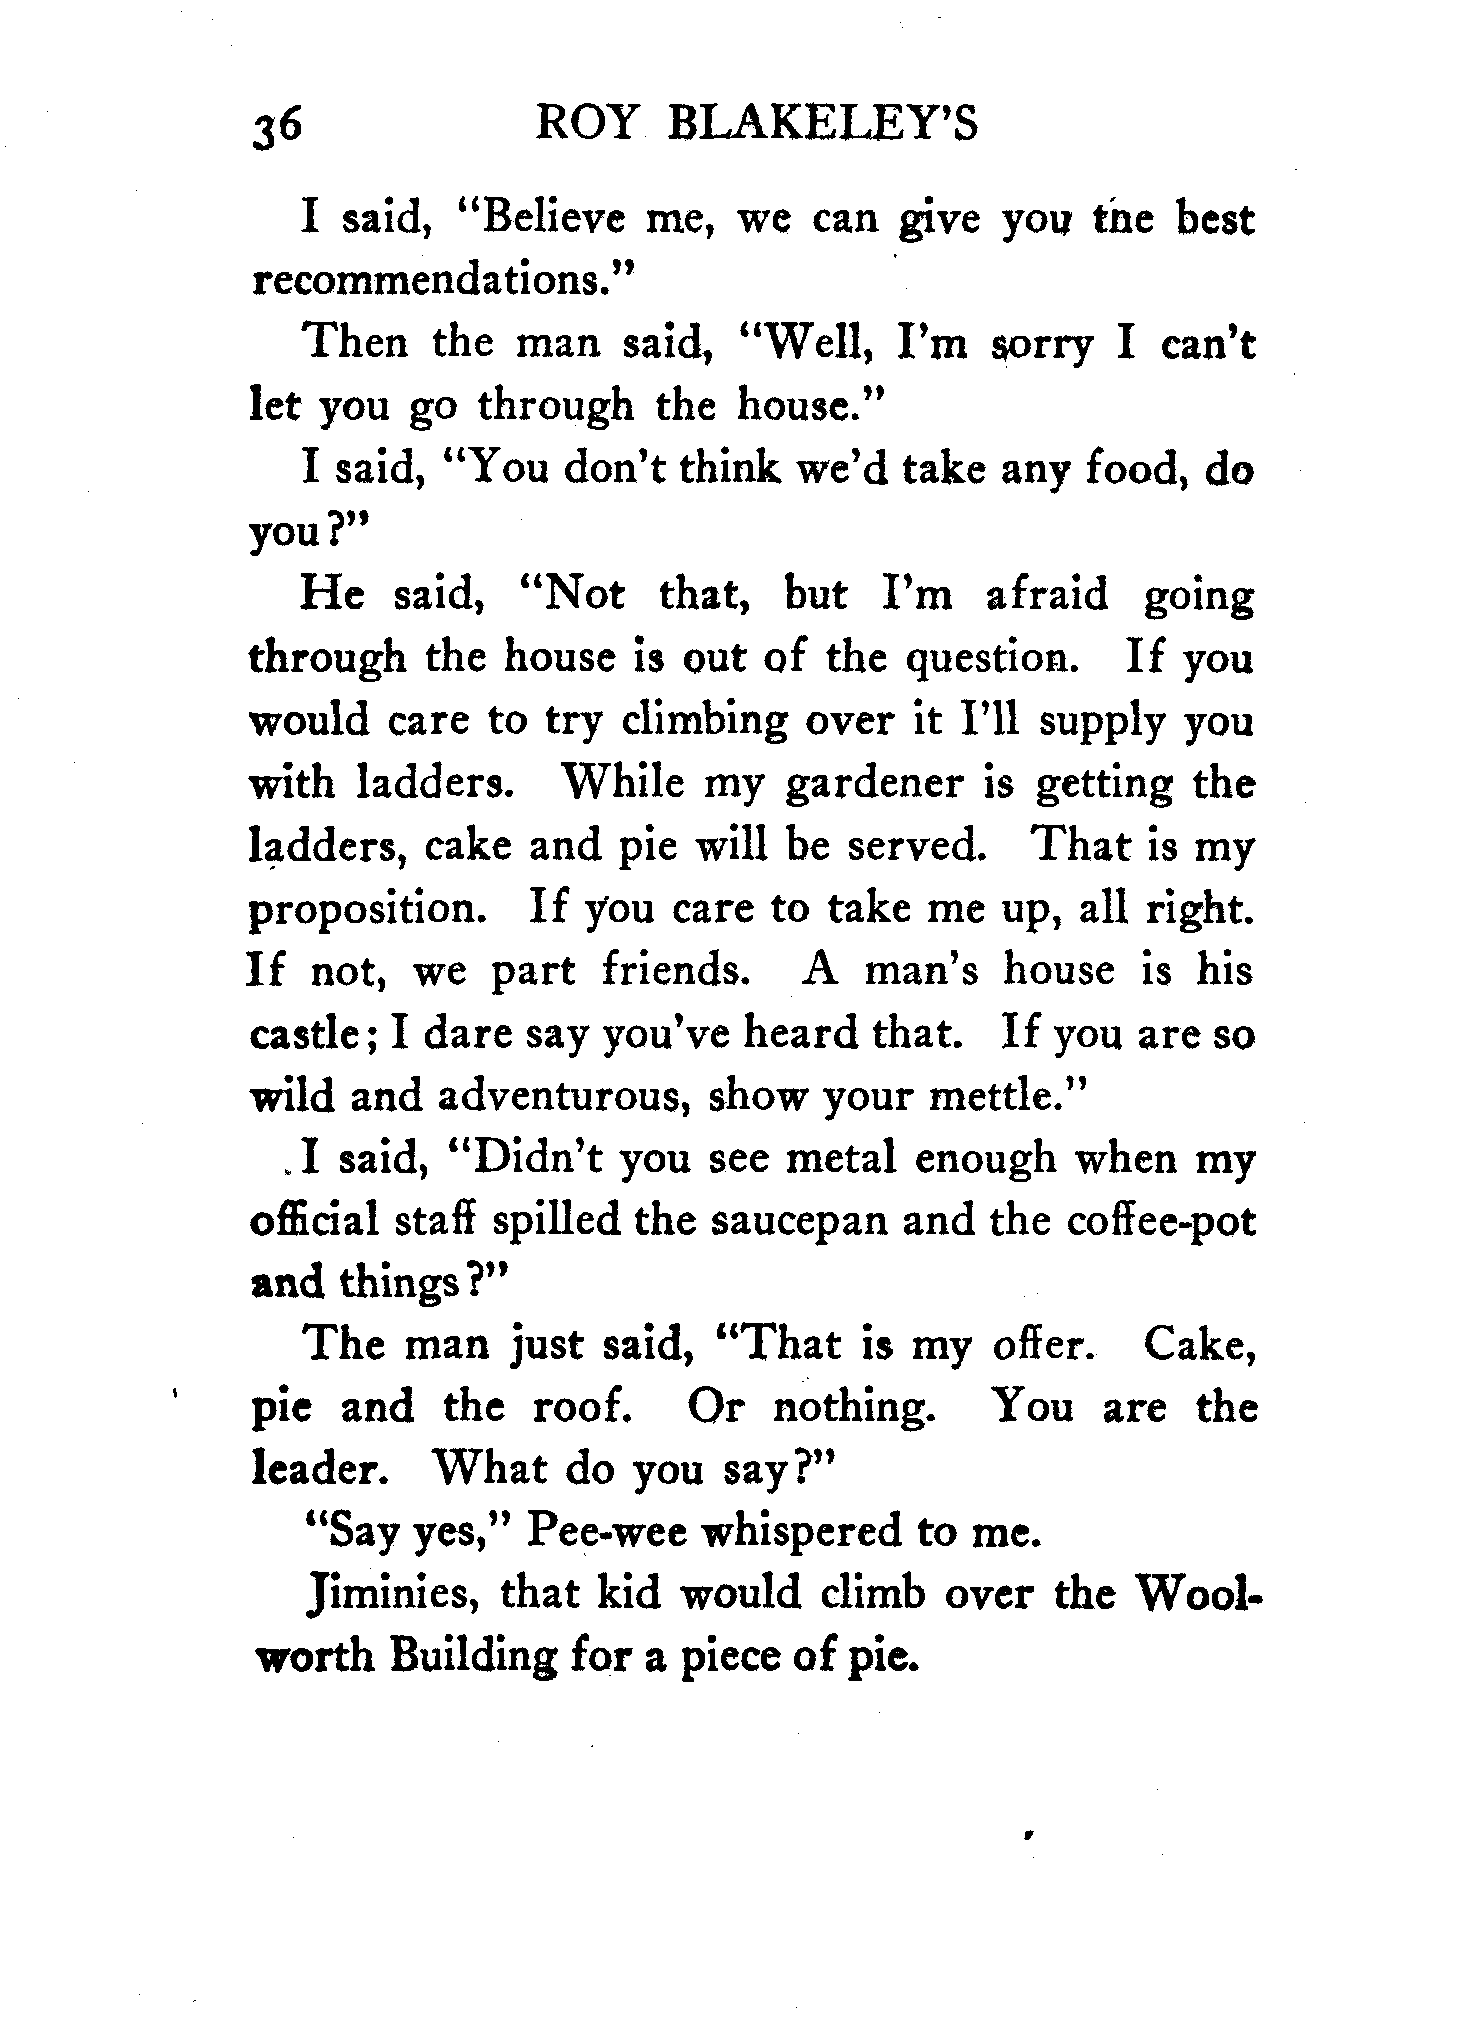 36 ROY BLAKELEY'S
I said, "Believe me, we can give you the best
recommendations."
Then the man said, "Well, I'm sorry I can't
let you go through the house."
I said, "You don't think we'd take any food, do
you?"
He said, "Not that, but I'm afraid going
through the house is out of the question. If you
would care to try climbing over it I'll supply you
with ladders. While my gardener is getting the
ladders, cake and pie will be served. That is my
proposition. If you care to take me up, all right.
If not, we part friends. A man's house is his
castle; I dare say you've heard that. If you are so
wild and adventurous, show your mettle."
I said, "Didn't you see metal enough when my
official staff spilled the saucepan and the coffee-pot
and things?"
The man just said, "That is my offer. Cake,
pie and the roof. Or nothing. You are the
leader. What do you say?"
"Say yes," Pee-wee whispered to me.
Jiminies, that kid would climb over the Wool-
worth Building for a piece of pie.